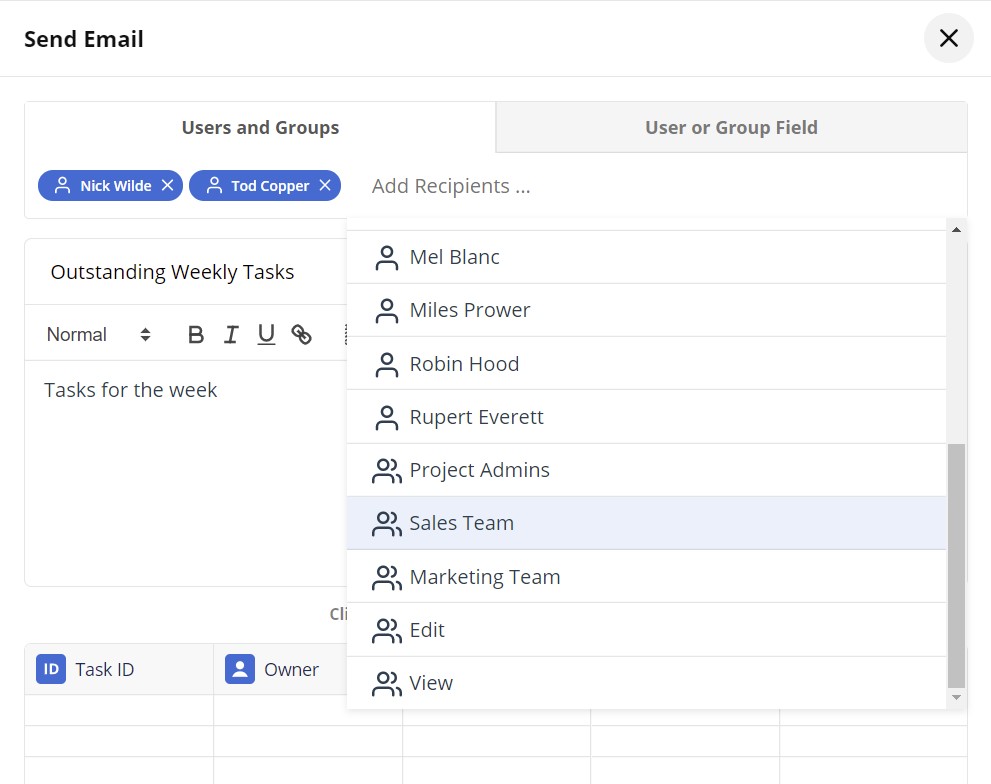 Send Email
Users and Groups
User or Group Field
Nick Wilde
Tod Copper
Add Recipients ...
Mel Blanc
Outstanding Weekly Tasks
Miles Prower
Normal
B I U
Robin Hood
Tasks for the week
Rupert Everett
Project Admins
Sales Team
Marketing Team
Edit
ID Task ID
Owner
View